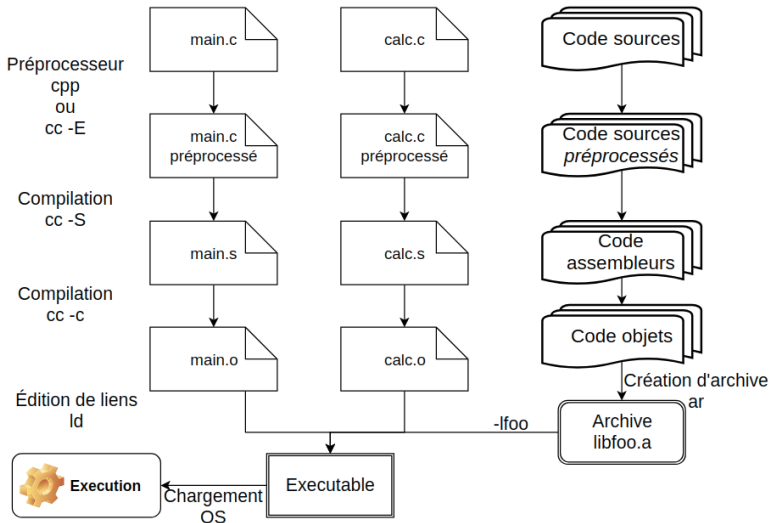 main.c
calc.c
Code sources
Préprocesseur
cpp
ou
cc -E
main.c
préprocessé
calc.c
préprocessé
Code sources
préprocessés
Compilation
cc -S
main.s
calc.s
Code
assembleurs
Compilation
cc -c
main.o
calc.o
Code objets
Création d'archive
ar
Édition de liens
ld
-lfoo
Archive
libfoo.a
Execution
Chargement
OS
Executable